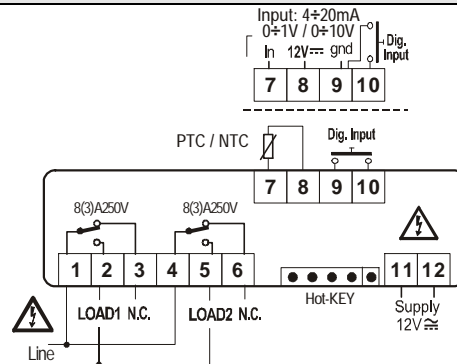 Input: 4÷20mA
0÷1V / 0÷10V
In 12V⎓ gnd
Dig.
Input
7 8 9 10
PTC / NTC
Dig. Input
7 8 9 10
8(3)A250V 8(3)A250V
1 2 3 4 5 6
11 12
LOAD1 N.C. LOAD2 N.C.
Hot-KEY
Supply
12V≂
Line